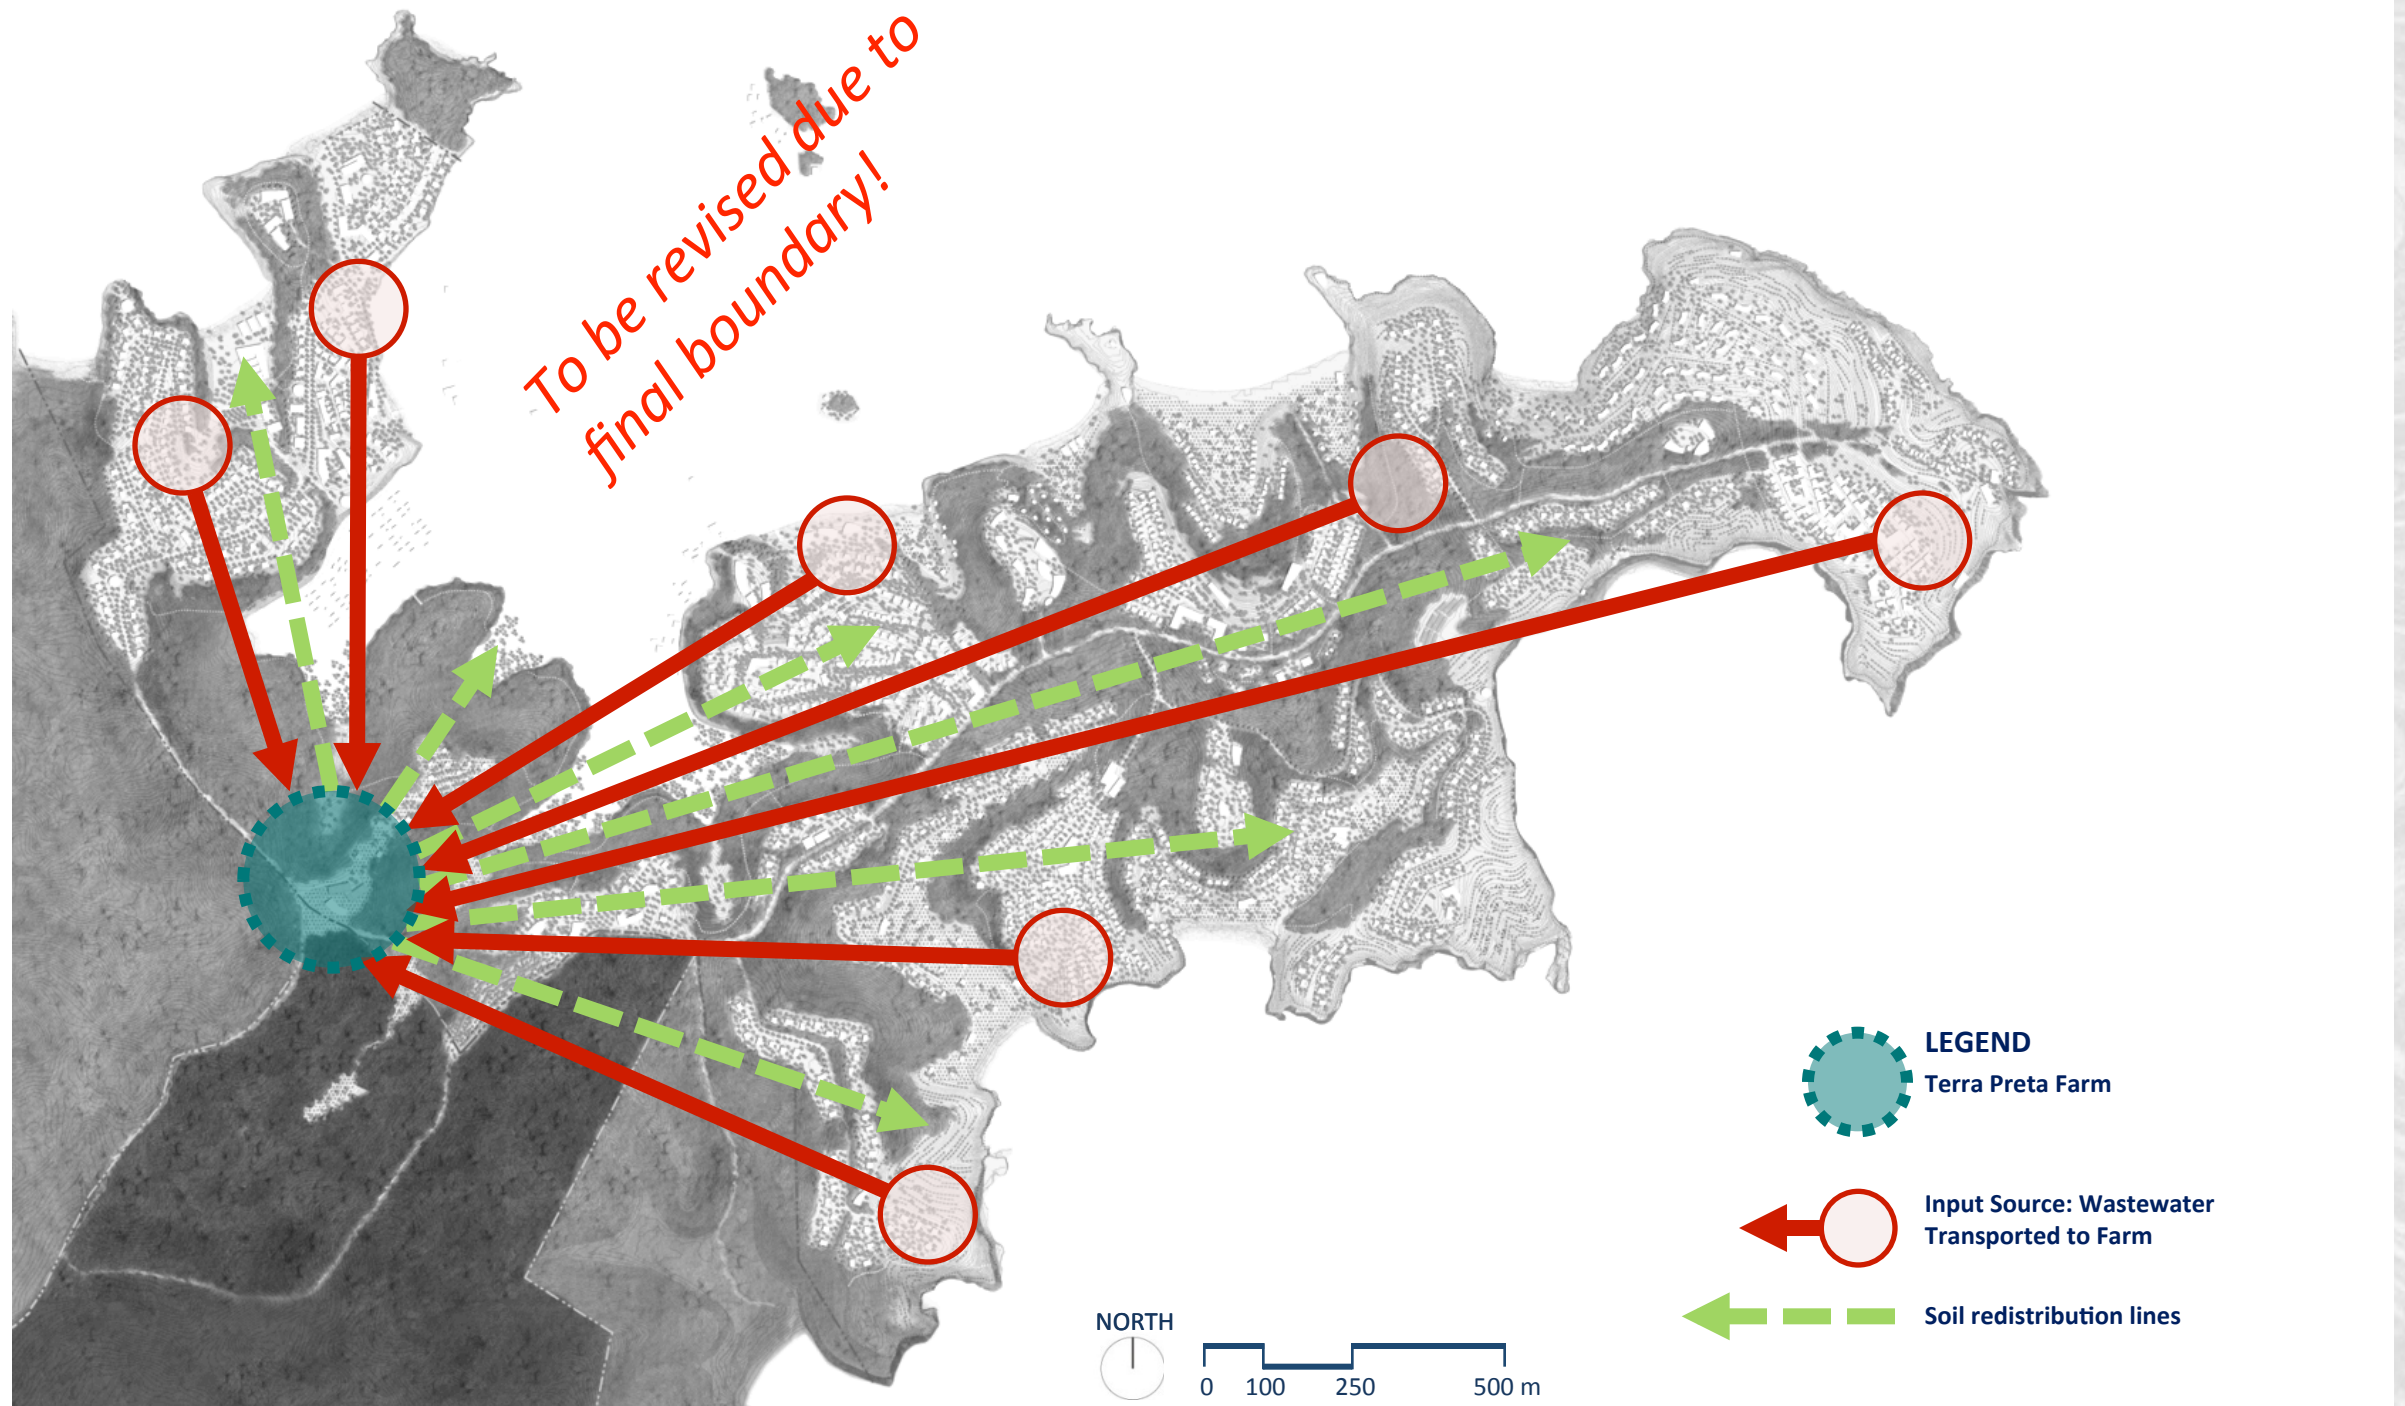 To be revised due to
final boundary!
LEGEND
Terra Preta Farm
Input Source: Wastewater
Transported to Farm
Soil redistribution lines
NORTH
0 100 250 500 m